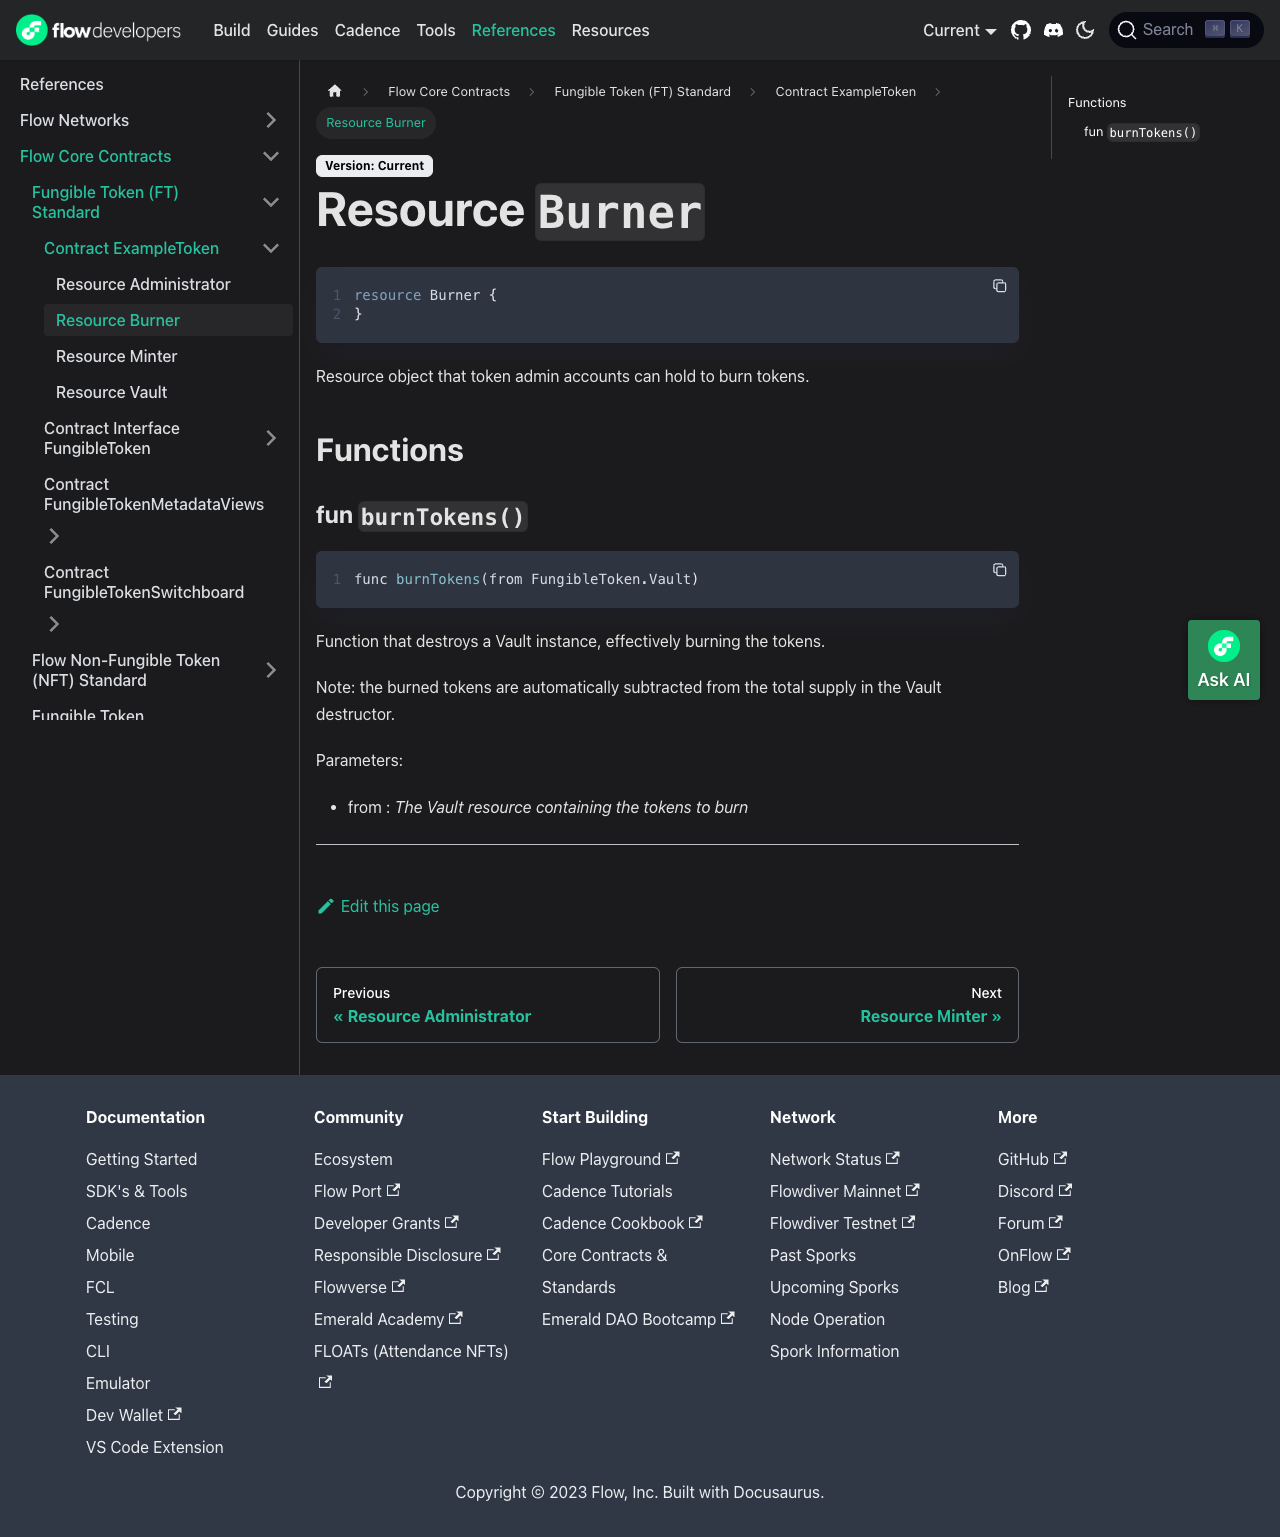 flowdevelopers
Build Guides Cadence Tools References Resources
Current
Search ⌘ K
References
Flow Networks
Flow Core Contracts
Fungible Token (FT)
Standard
Contract ExampleToken
Resource Administrator
Resource Burner
Resource Minter
Resource Vault
Contract Interface
FungibleToken
Contract
FungibleTokenMetadataViews
Contract
FungibleTokenSwitchboard
Flow Non-Fungible Token
(NFT) Standard
Fungible Token
Flow Core Contracts
Fungible Token (FT) Standard
Contract ExampleToken
Resource Burner
Version: Current
Resource Burner
1 resource Burner {
2 }
Resource object that token admin accounts can hold to burn tokens.
Functions
fun burnTokens()
1 func burnTokens(from FungibleToken.Vault)
Function that destroys a Vault instance, effectively burning the tokens.
Note: the burned tokens are automatically subtracted from the total supply in the Vault
destructor.
Parameters:
• from : The Vault resource containing the tokens to burn
Edit this page
Previous
« Resource Administrator
Next
Resource Minter »
Functions
fun burnTokens()
Ask AI
Documentation
Getting Started
SDK's & Tools
Cadence
Mobile
FCL
Testing
CLI
Emulator
Dev Wallet
VS Code Extension
Community
Ecosystem
Flow Port
Developer Grants
Responsible Disclosure
Flowverse
Emerald Academy
FLOATs (Attendance NFTs)
Start Building
Flow Playground
Cadence Tutorials
Cadence Cookbook
Core Contracts &
Standards
Emerald DAO Bootcamp
Network
Network Status
Flowdiver Mainnet
Flowdiver Testnet
Past Sporks
Upcoming Sporks
Node Operation
Spork Information
More
GitHub
Discord
Forum
OnFlow
Blog
Copyright © 2023 Flow, Inc. Built with Docusaurus.